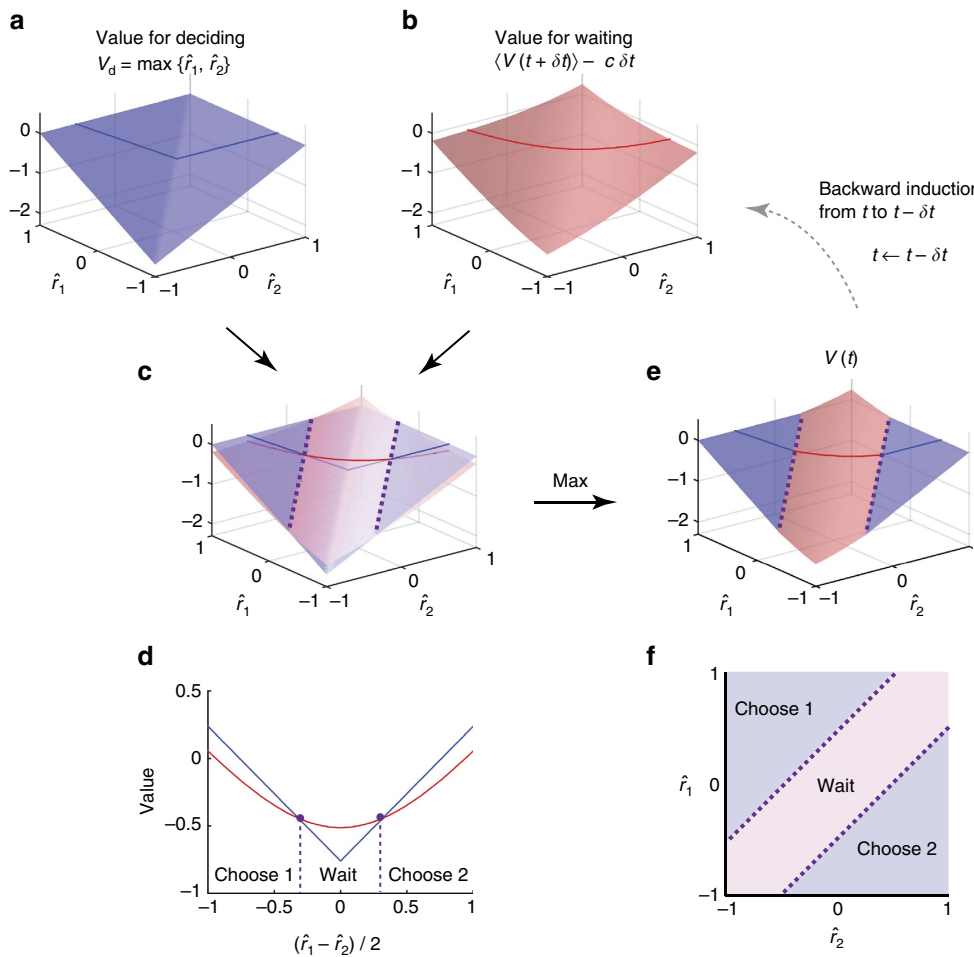 a
Value for deciding
V_d = max {r̂_1, r̂_2}
0
−1
−2
1
0
−1
−1
0
1
r̂_1
r̂_2
b
Value for waiting
⟨V (t + δt)⟩ − c δt
0
−1
−2
1
0
−1
−1
0
1
r̂_1
r̂_2
Backward induction
from t to t − δt
t ← t − δt
c
0
−1
−2
1
0
−1
−1
0
1
r̂_1
r̂_2
Max
e
V (t)
0
−1
−2
1
0
−1
−1
0
r̂_1
r̂_2
d
Value
0.5
0
−0.5
−1
Choose 1
Wait
Choose 2
−1
−0.5
0
0.5
1
(r̂_1 − r̂_2) / 2
f
1
0
−1
r̂_1
Choose 1
Wait
Choose 2
−1
0
1
r̂_2